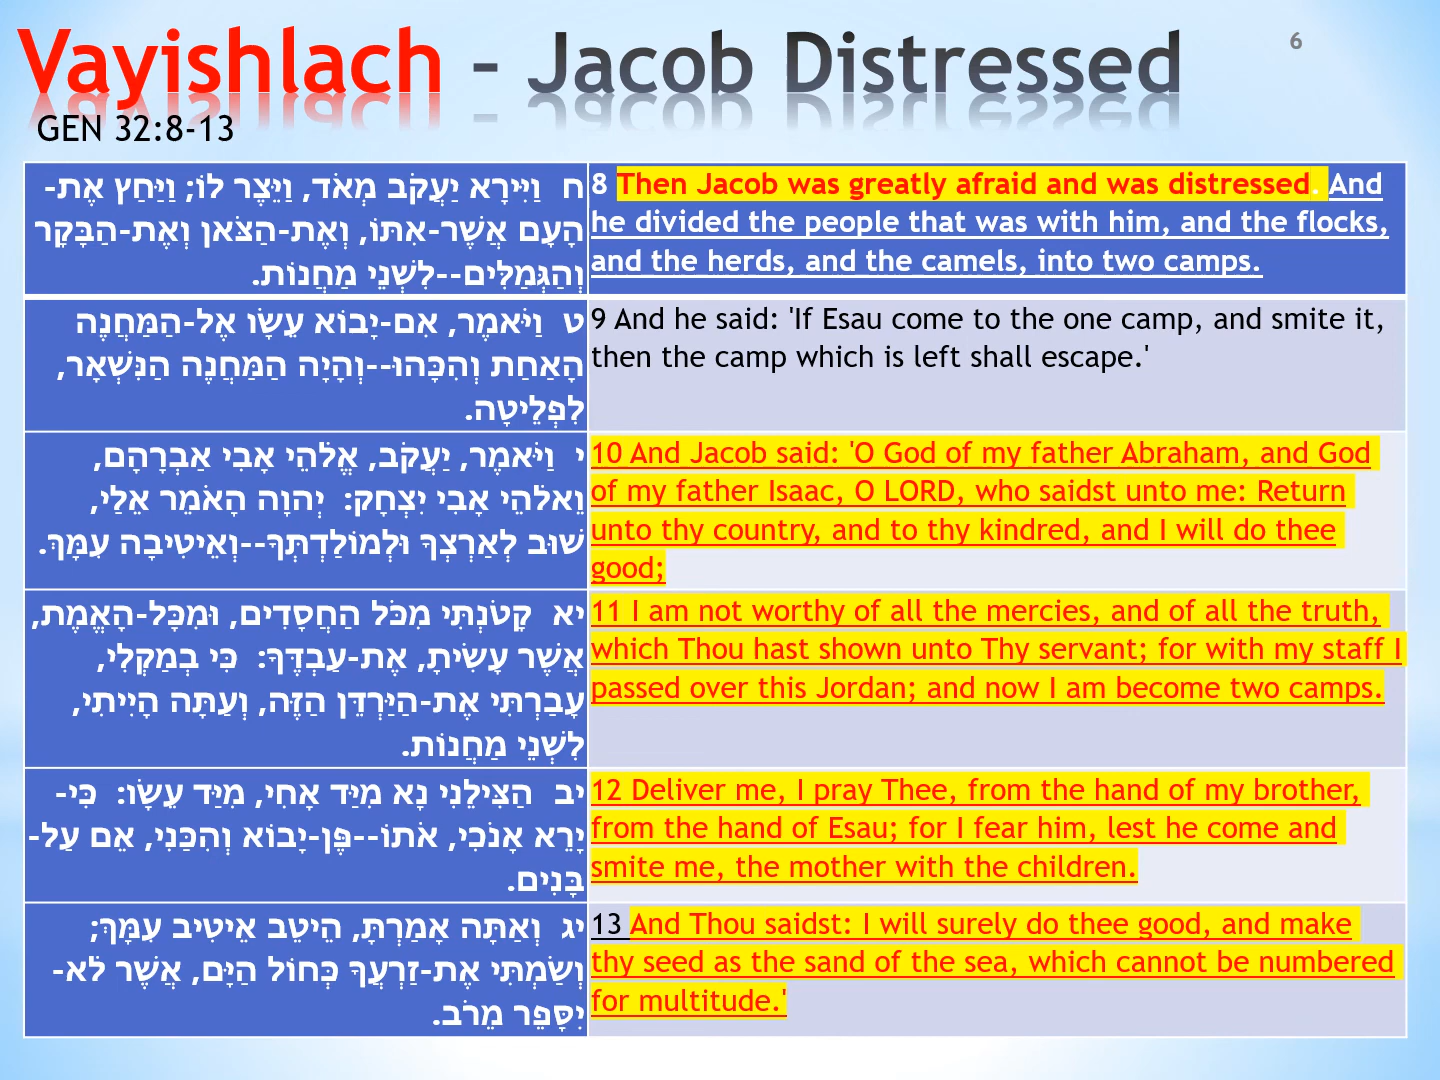 Vayishlach – Jacob Distressed
6
GEN 32:8-13
ח וַיִּירָא יַעֲקֹב מְאֹד, וַיֵּצֶר לוֹ; וַיַּחַץ אֶת-
הָעָם אֲשֶׁר-אִתּוֹ, וְאֶת-הַצֹּאן וְאֶת-הַבָּקָר
וְהַגְּמַלִּים--לִשְׁנֵי מַחֲנוֹת.
8 Then Jacob was greatly afraid and was distressed. And
he divided the people that was with him, and the flocks,
and the herds, and the camels, into two camps.
ט וַיֹּאמֶר, אִם-יָבוֹא עֵשָׂו אֶל-הַמַּחֲנֶה
הָאַחַת וְהִכָּהוּ--וְהָיָה הַמַּחֲנֶה הַנִּשְׁאָר,
לִפְלֵיטָה.
9 And he said: 'If Esau come to the one camp, and smite it,
then the camp which is left shall escape.'
י וַיֹּאמֶר, יַעֲקֹב, אֱלֹהֵי אָבִי אַבְרָהָם,
וֵאלֹהֵי אָבִי יִצְחָק: יְהוָה הָאֹמֵר אֵלַי,
שׁוּב לְאַרְצְךָ וּלְמוֹלַדְתְּךָ--וְאֵיטִיבָה עִמָּךְ.
10 And Jacob said: 'O God of my father Abraham, and God
of my father Isaac, O LORD, who saidst unto me: Return
unto thy country, and to thy kindred, and I will do thee
good;
יא קָטֹנְתִּי מִכֹּל הַחֲסָדִים, וּמִכָּל-הָאֱמֶת,
אֲשֶׁר עָשִׂיתָ, אֶת-עַבְדֶּךָ: כִּי בְמַקְלִי,
עָבַרְתִּי אֶת-הַיַּרְדֵּן הַזֶּה, וְעַתָּה הָיִיתִי,
לִשְׁנֵי מַחֲנוֹת.
11 I am not worthy of all the mercies, and of all the truth,
which Thou hast shown unto Thy servant; for with my staff I
passed over this Jordan; and now I am become two camps.
יב הַצִּילֵנִי נָא מִיַּד אָחִי, מִיַּד עֵשָׂו: כִּי-
יָרֵא אָנֹכִי, אֹתוֹ--פֶּן-יָבוֹא וְהִכַּנִי, אֵם עַל-
בָּנִים.
12 Deliver me, I pray Thee, from the hand of my brother,
from the hand of Esau; for I fear him, lest he come and
smite me, the mother with the children.
יג וְאַתָּה אָמַרְתָּ, הֵיטֵב אֵיטִיב עִמָּךְ;
וְשַׂמְתִּי אֶת-זַרְעֲךָ כְּחוֹל הַיָּם, אֲשֶׁר לֹא-
יִסָּפֵר מֵרֹב.
13 And Thou saidst: I will surely do thee good, and make
thy seed as the sand of the sea, which cannot be numbered
for multitude.'